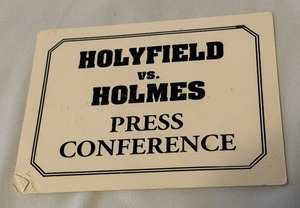 HOLYFIELD
VS.
HOLMES
PRESS
CONFERENCE